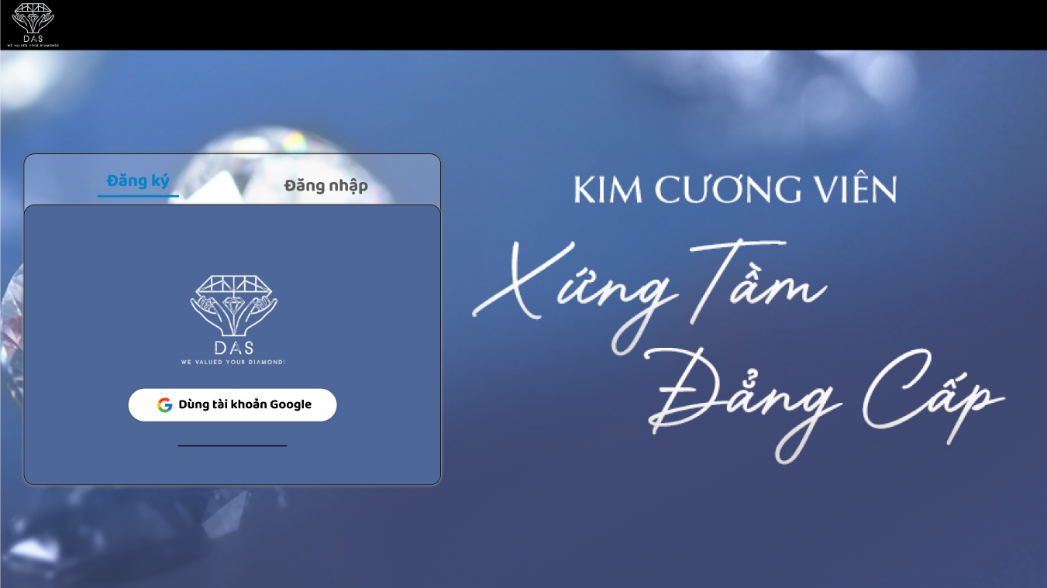 DAS
WE VALUED YOUR DIAMOND!
Đăng ký
Đăng nhập
DAS
WE VALUED YOUR DIAMOND!
Dùng tài khoản Google
KIM CƯƠNG VIÊN
Xứng Tầm
Đẳng Cấp